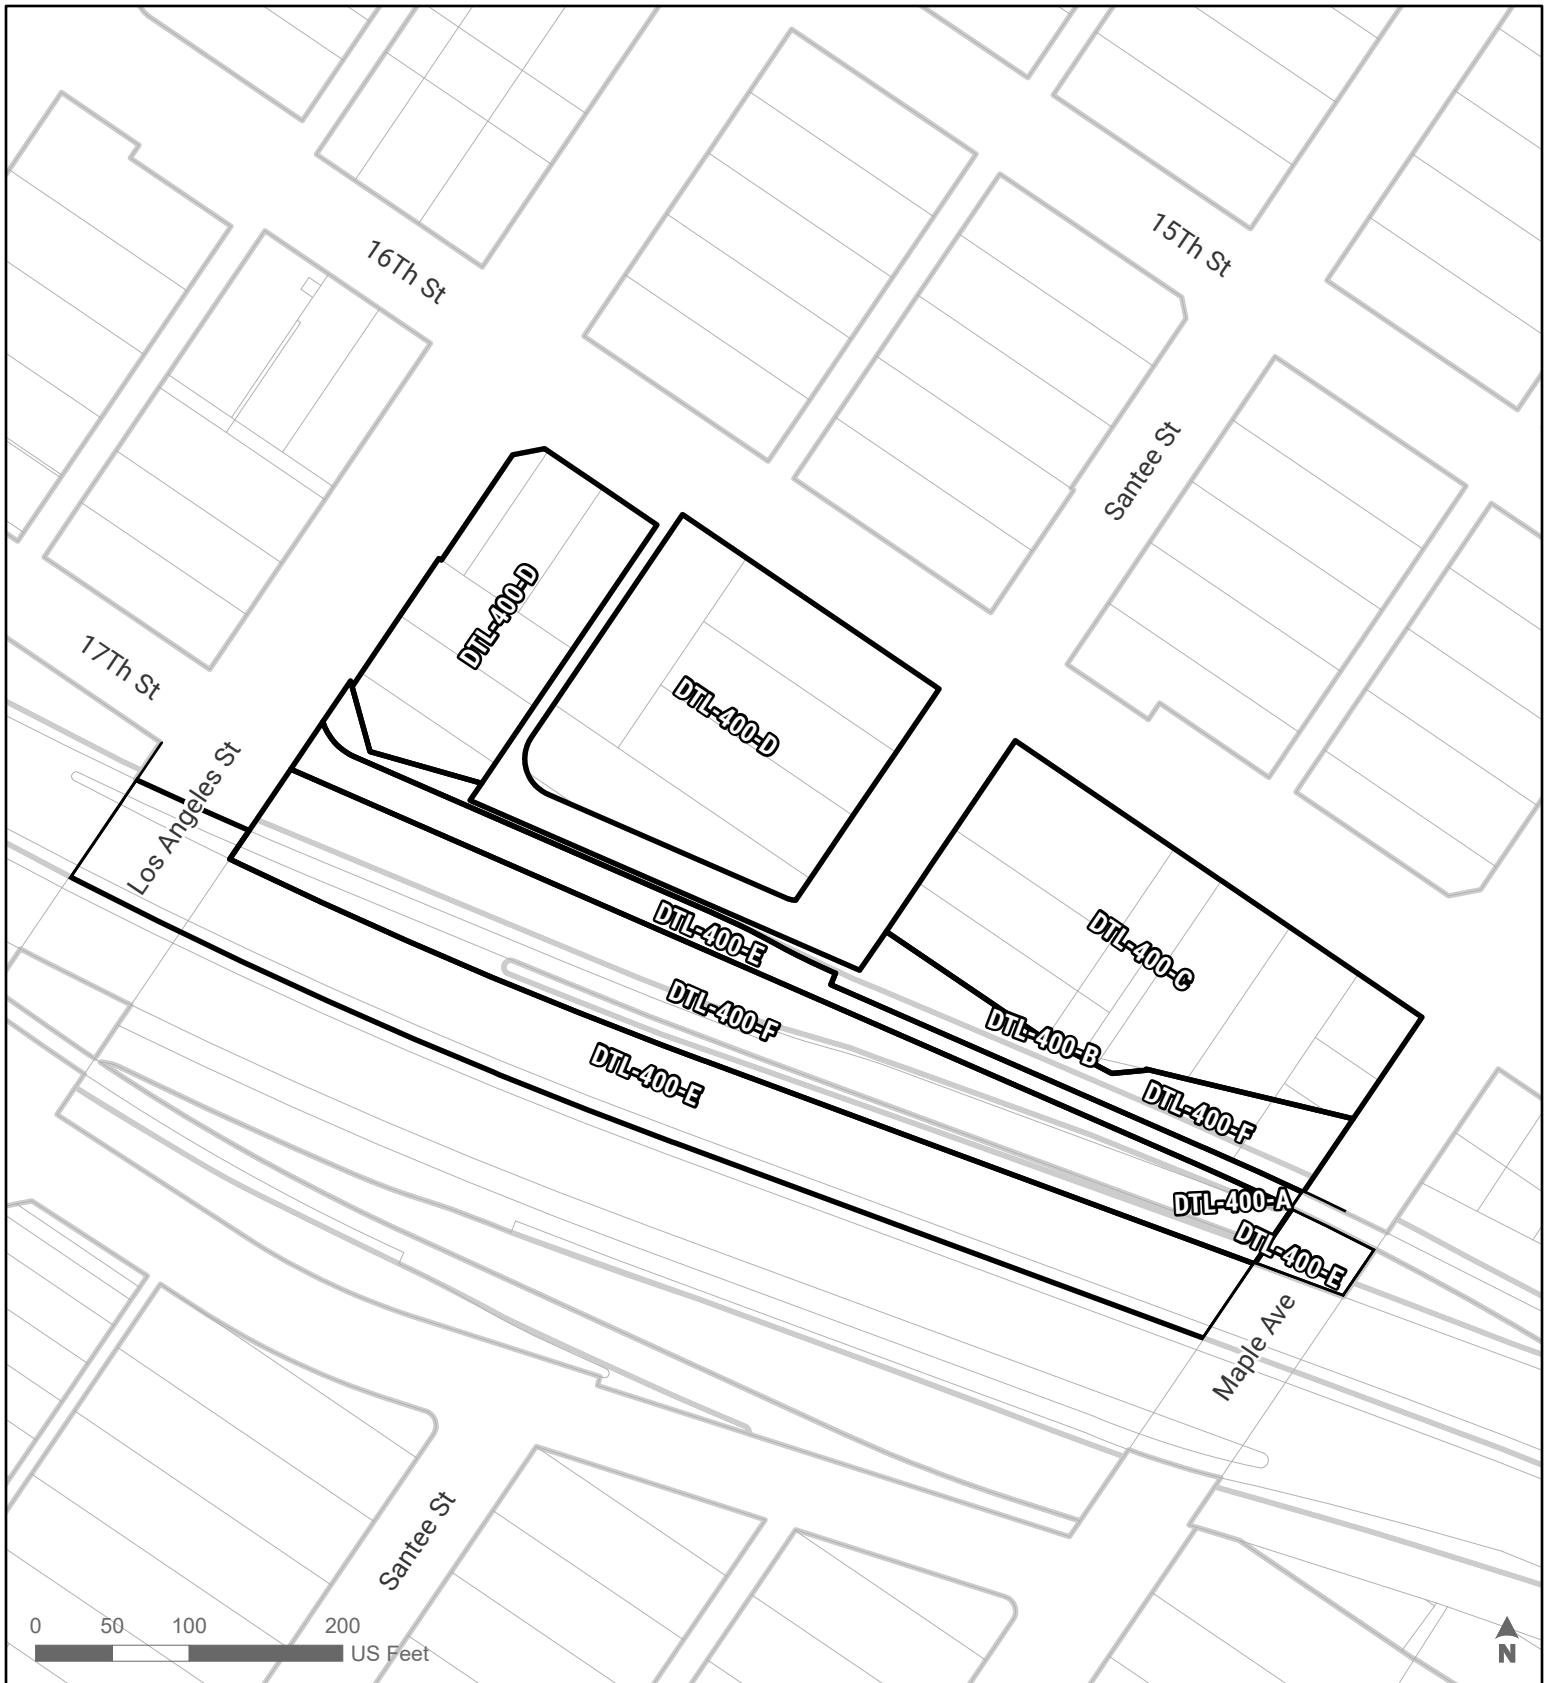 15Th St
16Th St
Santee St
DTL-400-D
17Th St
DTL-400-D
Los Angeles St
DTL-400-E
DTL-400-C
DTL-400-F
DTL-400-B
DTL-400-E
DTL-400-F
DTL-400-A
DTL-400-E
Maple Ave
Santee St
0 50 100 200
US Feet
N